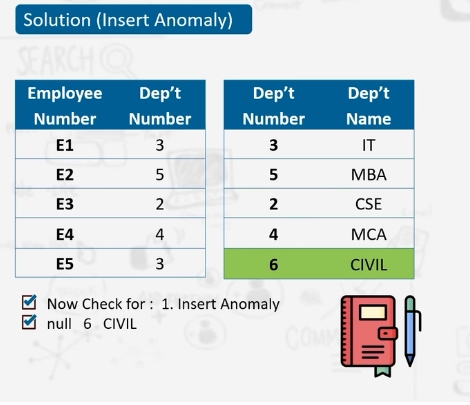 Solution (Insert Anomaly)
SEARCH
Employee Number Dep't Number
E1 3
E2 5
E3 2
E4 4
E5 3
Dep't Number Dep't Name
3 IT
5 MBA
2 CSE
4 MCA
6 CIVIL
Now Check for : 1. Insert Anomaly
null 6 CIVIL